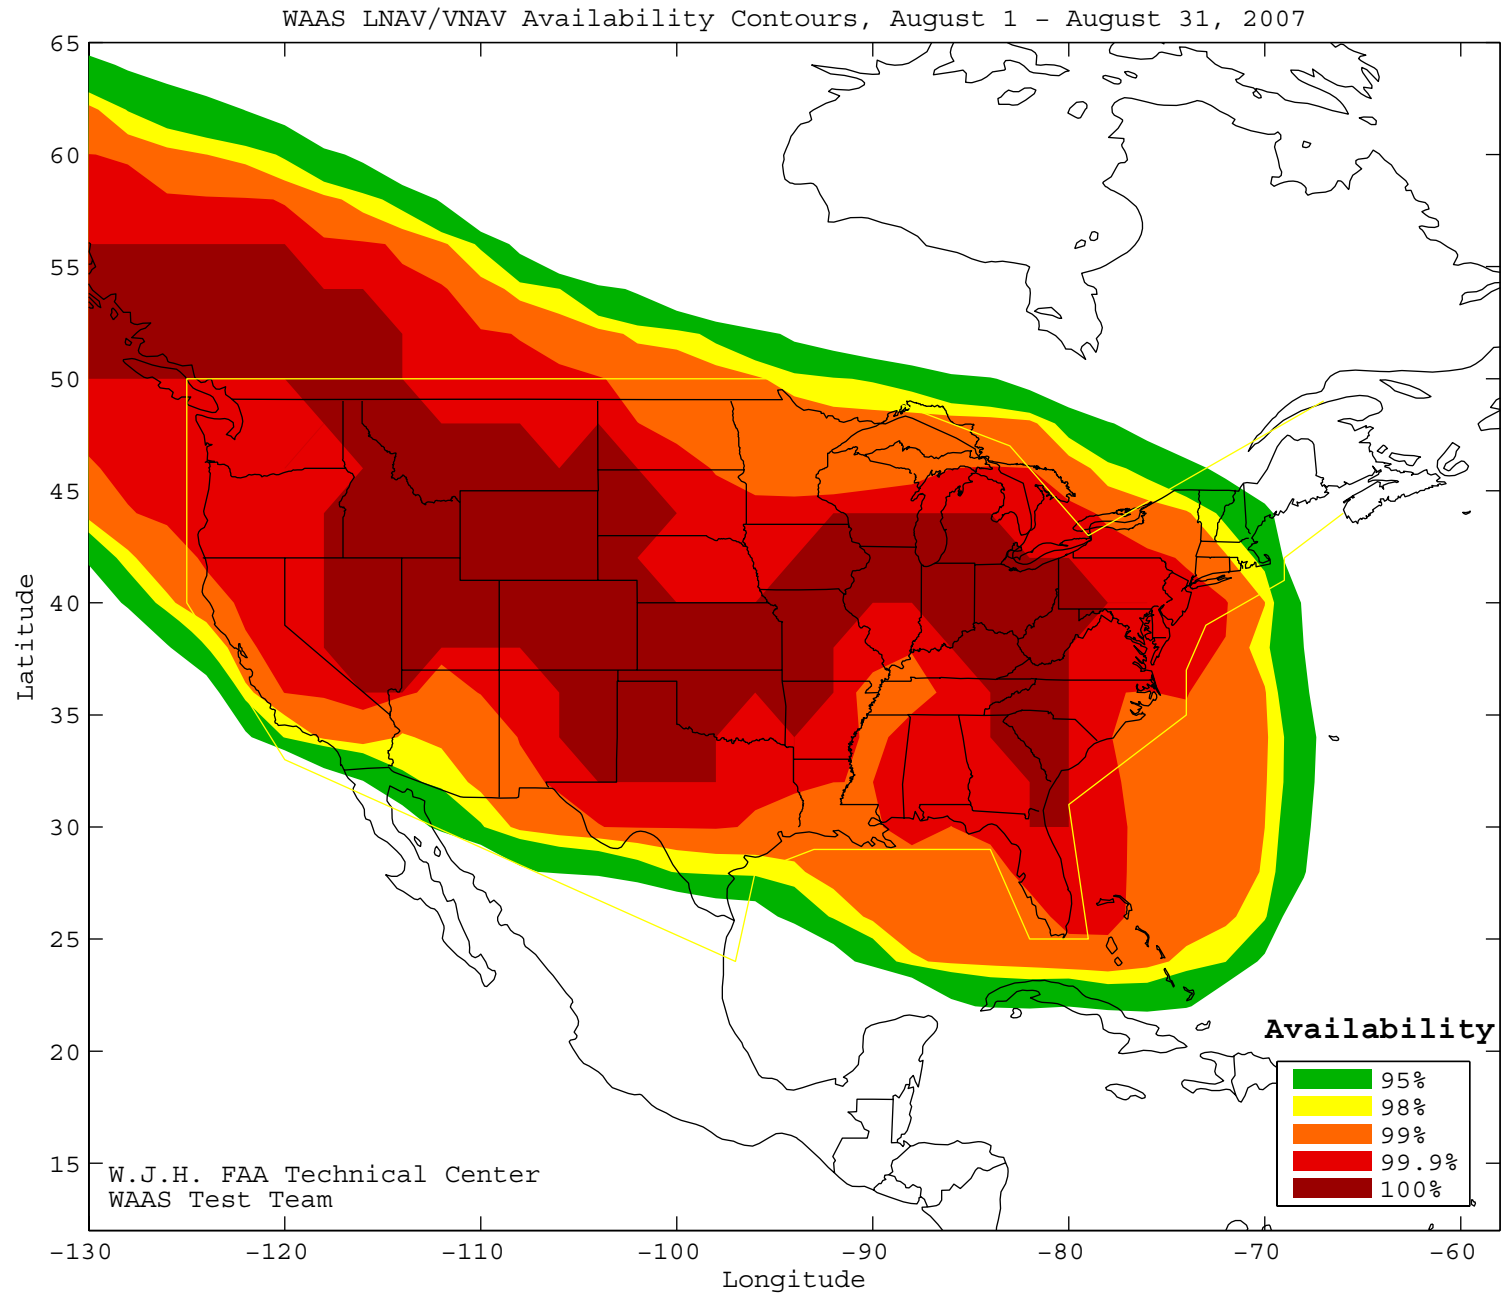 WAAS LNAV/VNAV Availability Contours, August 1 - August 31, 2007
65
60
55
50
45
40
35
30
25
20
15
Latitude
-130 -120 -110 -100 -90 -80 -70 -60
Longitude
W.J.H. FAA Technical Center
WAAS Test Team
Availability
95%
98%
99%
99.9%
100%